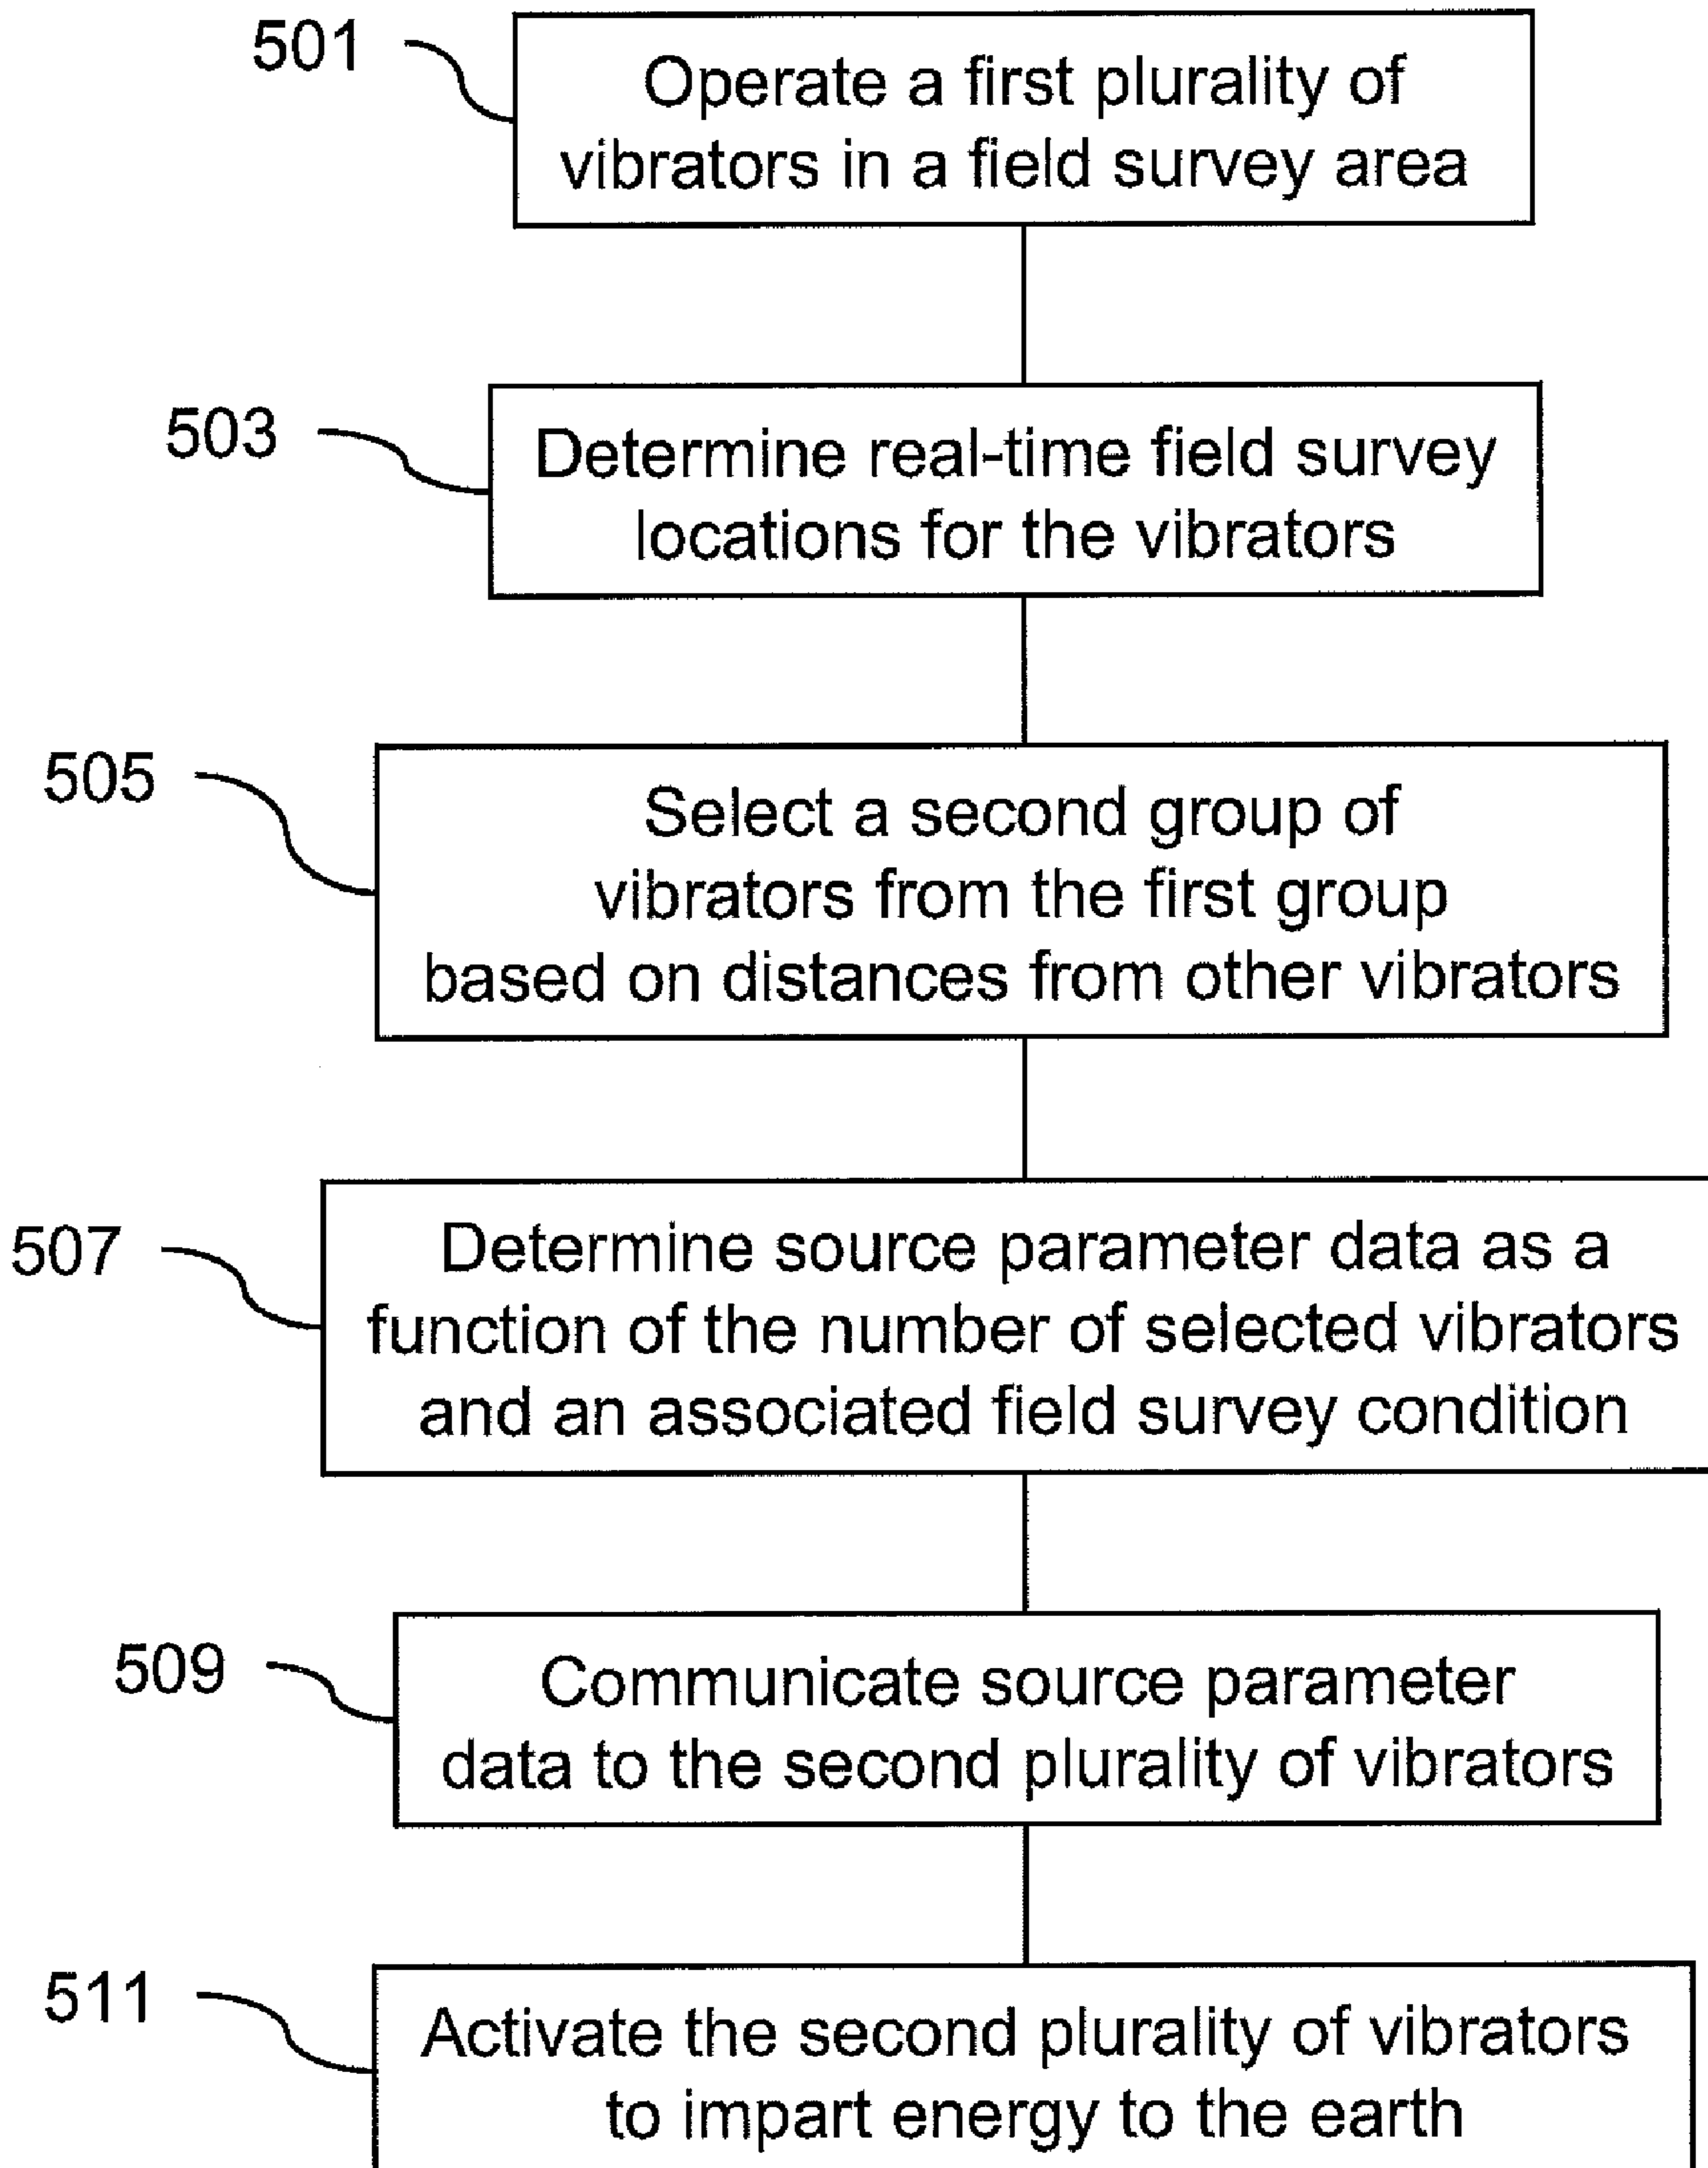 501
Operate a first plurality of
vibrators in a field survey area
503
Determine real-time field survey
locations for the vibrators
505
Select a second group of
vibrators from the first group
based on distances from other vibrators
507
Determine source parameter data as a
function of the number of selected vibrators
and an associated field survey condition
509
Communicate source parameter
data to the second plurality of vibrators
511
Activate the second plurality of vibrators
to impart energy to the earth